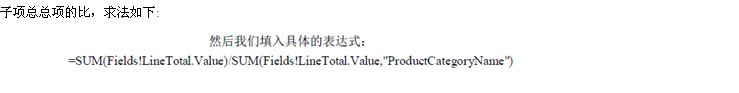 子项总总项的比，求法如下:
然后我们填入具体的表达式：
=SUM(Fields!LineTotal.Value)/SUM(Fields!LineTotal.Value,"ProductCategoryName")